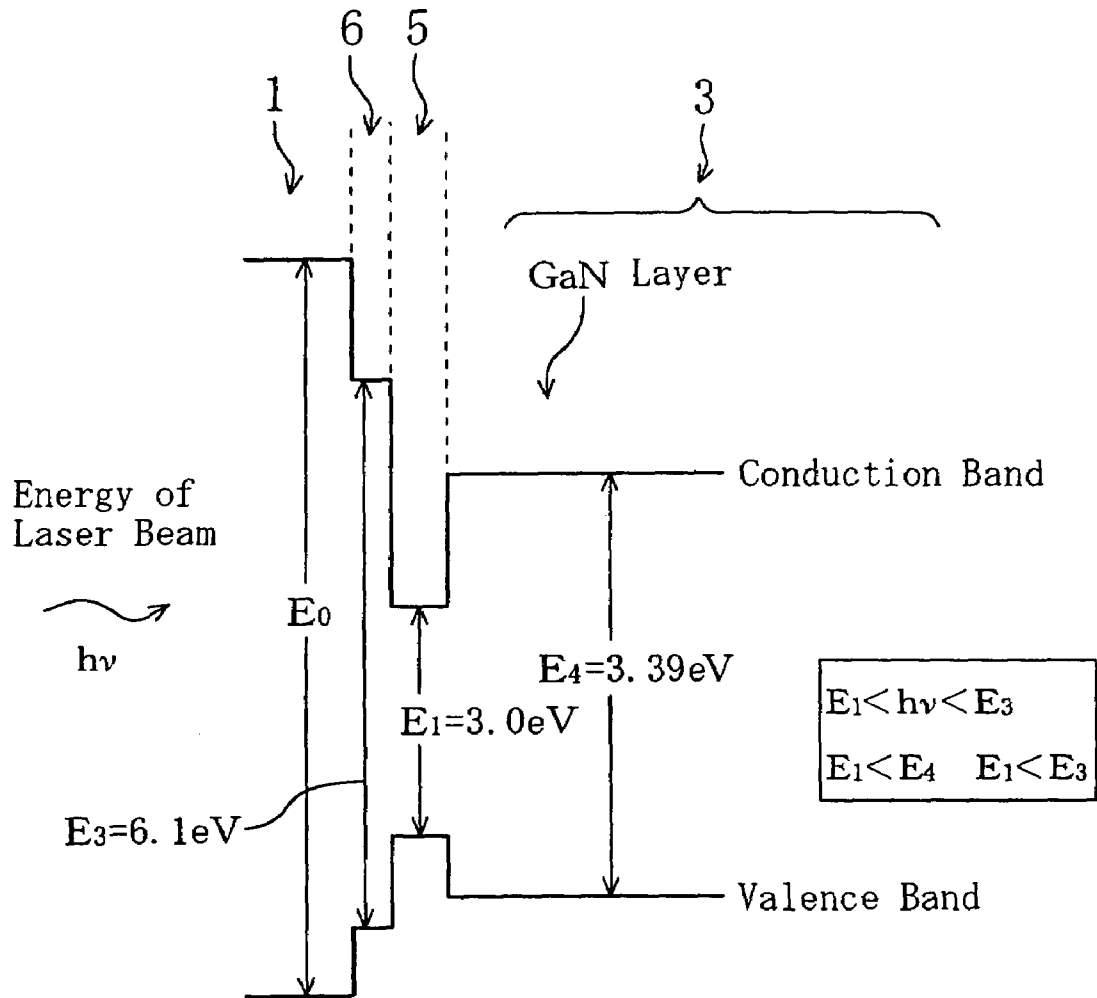 6 5
1 3
GaN Layer
Conduction Band
Energy of
Laser Beam
E0
hν
E4=3.39eV
E1<hν<E3
E1=3.0eV
E1<E4 E1<E3
E3=6.1eV
Valence Band